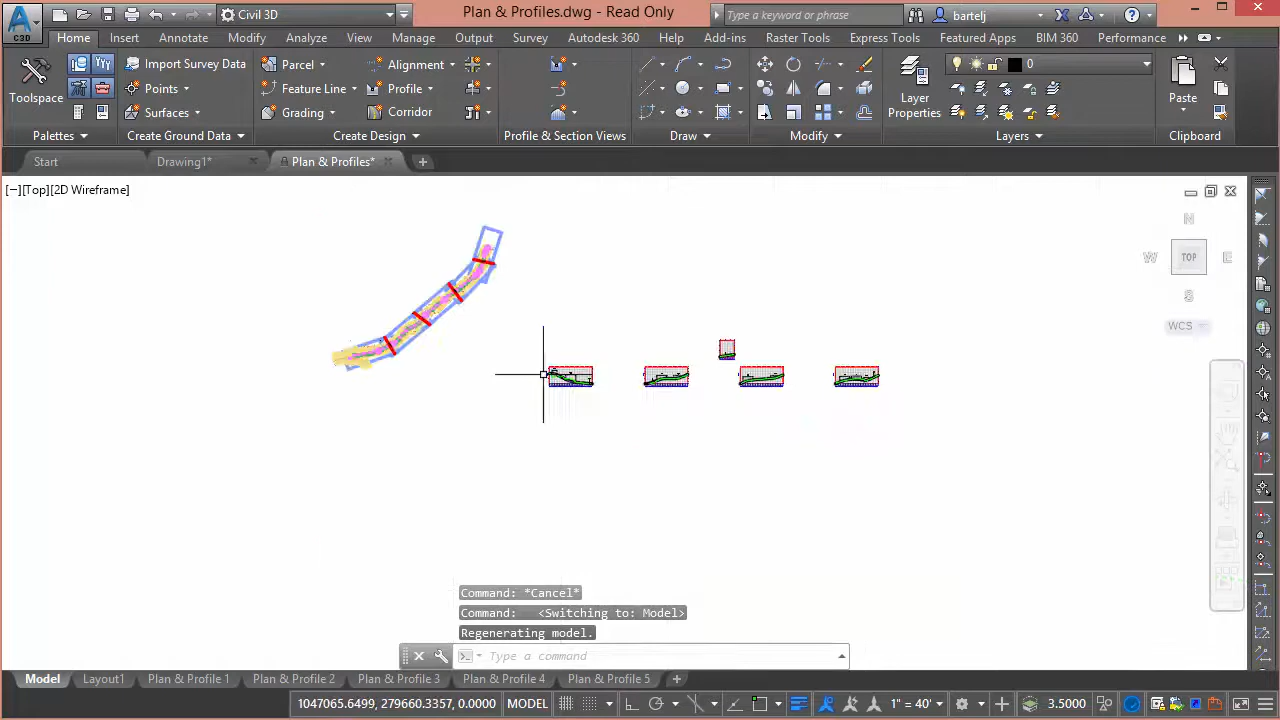 Civil 3D
Plan & Profiles.dwg - Read Only
Type a keyword or phrase
bartelj
C3D
Home Insert Annotate Modify Analyze View Manage Output Survey Autodesk 360 Help Add-ins Raster Tools Express Tools Featured Apps BIM 360 Performance
Import Survey Data
Parcel
Alignment
0
Points
Feature Line
Profile
Toolspace
Layer
Properties
Paste
Surfaces
Grading
Corridor
Palettes
Create Ground Data
Create Design
Profile & Section Views
Draw
Modify
Layers
Clipboard
Start
Drawing1*
Plan & Profiles*
[−][Top][2D Wireframe]
N
W
TOP
E
S
WCS
Command: *Cancel*
Command:   <Switching to: Model>
Regenerating model.
Type a command
Model Layout1 Plan & Profile 1 Plan & Profile 2 Plan & Profile 3 Plan & Profile 4 Plan & Profile 5
1047065.6499, 279660.3357, 0.0000 MODEL 1" = 40' 3.5000